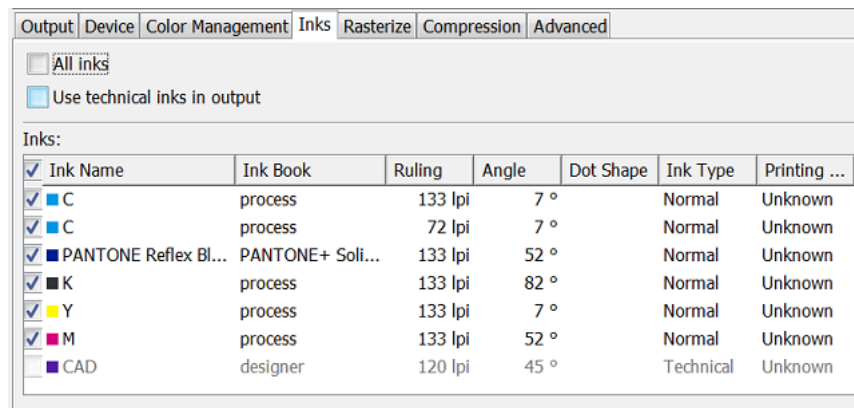 Output Device Color Management Inks Rasterize Compression Advanced
All inks
Use technical inks in output
Inks:
Ink Name Ink Book Ruling Angle Dot Shape Ink Type Printing ...
C process 133 lpi 7 ° Normal Unknown
C process 72 lpi 7 ° Normal Unknown
PANTONE Reflex Bl... PANTONE+ Soli... 133 lpi 52 ° Normal Unknown
K process 133 lpi 82 ° Normal Unknown
Y process 133 lpi 7 ° Normal Unknown
M process 133 lpi 52 ° Normal Unknown
CAD designer 120 lpi 45 ° Technical Unknown